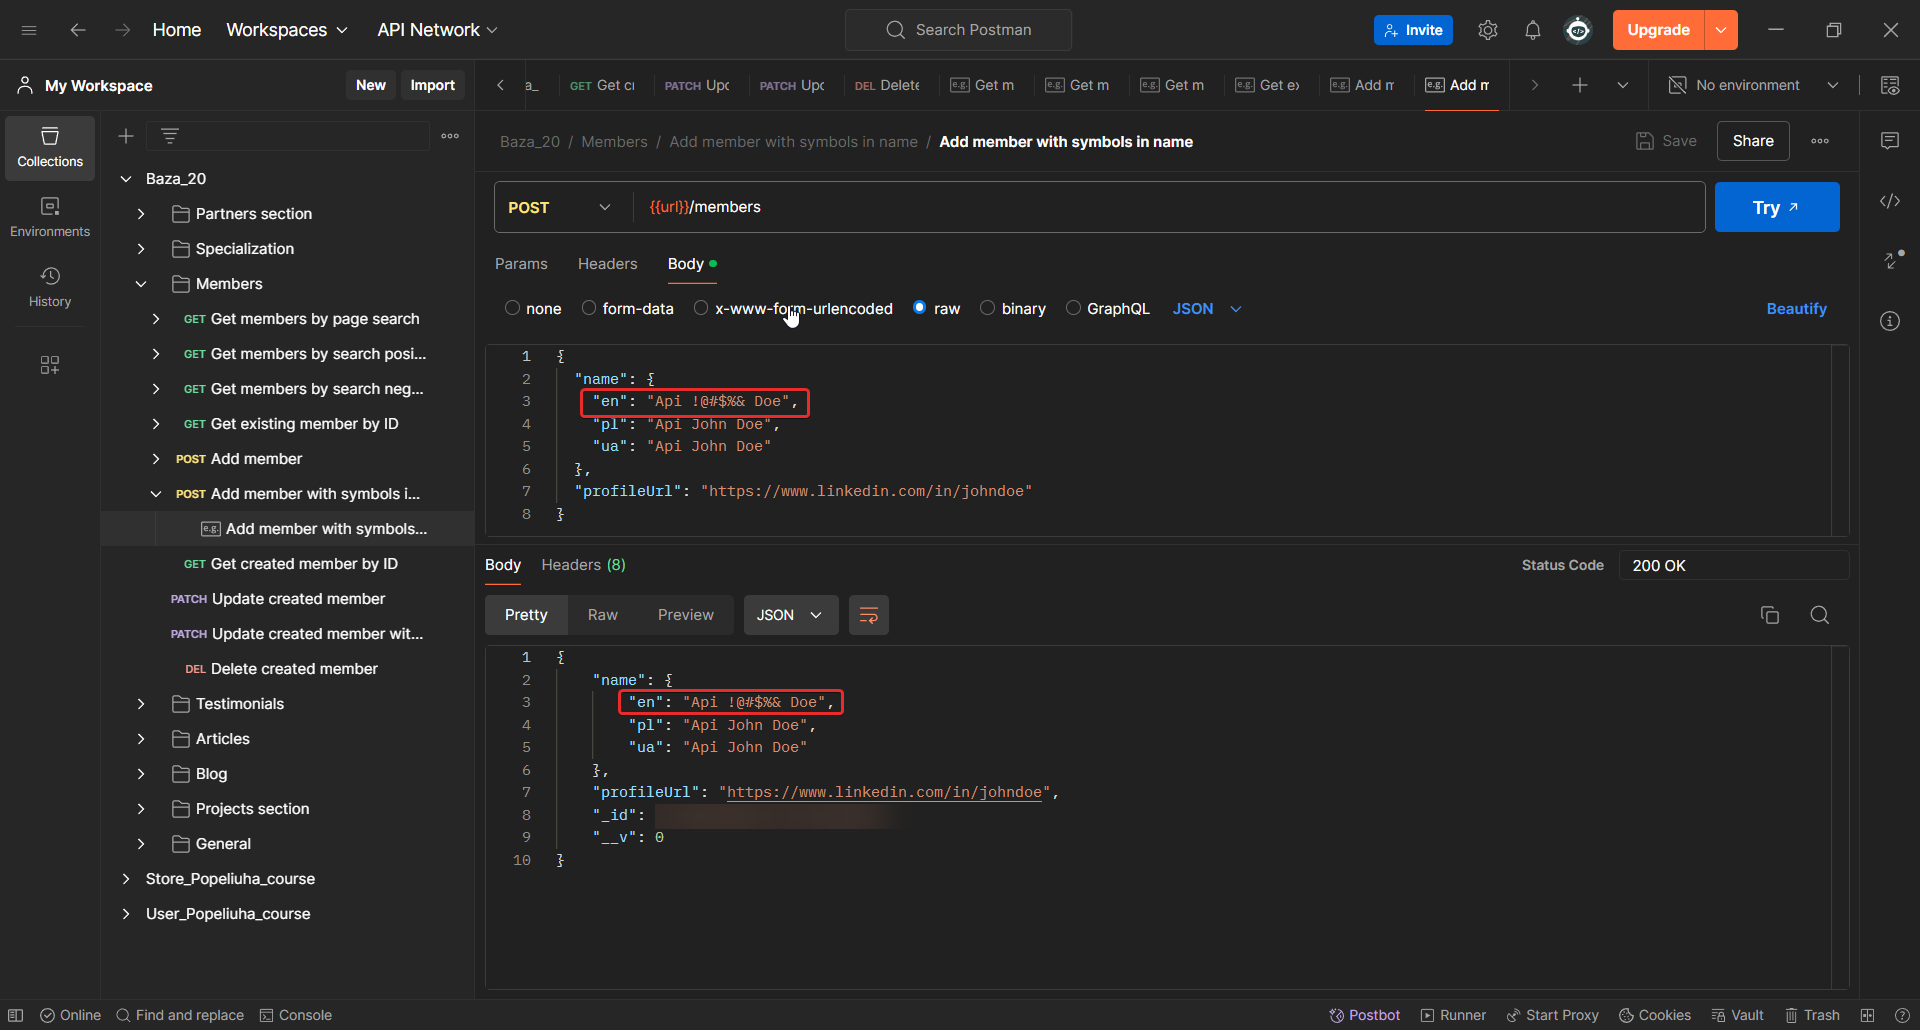 Home Workspaces API Network Search Postman Invite Upgrade
My Workspace New Import
GET Get cr PATCH Upc PATCH Upc DEL Delete e.g. Get m e.g. Get m e.g. Get m e.g. Get ex e.g. Add m e.g. Add m No environment
Collections
Environments
History
Baza_20
Partners section
Specialization
Members
GET Get members by page search
GET Get members by search posi...
GET Get members by search neg...
GET Get existing member by ID
POST Add member
POST Add member with symbols i...
e.g. Add member with symbols...
GET Get created member by ID
PATCH Update created member
PATCH Update created member wit...
DEL Delete created member
Testimonials
Articles
Blog
Projects section
General
Store_Popeliuha_course
User_Popeliuha_course
Baza_20 / Members / Add member with symbols in name / Add member with symbols in name Save Share
POST {{url}}/members Try
Params Headers Body
none form-data x-www-form-urlencoded raw binary GraphQL JSON Beautify
1 {
2 "name": {
3 "en": "Api !@#$%& Doe",
4 "pl": "Api John Doe",
5 "ua": "Api John Doe"
6 },
7 "profileUrl": "https://www.linkedin.com/in/johndoe"
8 }
Body Headers (8) Status Code 200 OK
Pretty Raw Preview JSON
1 {
2 "name": {
3 "en": "Api !@#$%& Doe",
4 "pl": "Api John Doe",
5 "ua": "Api John Doe"
6 },
7 "profileUrl": "https://www.linkedin.com/in/johndoe",
8 "_id":
9 "__v": 0
10 }
Online Find and replace Console Postbot Runner Start Proxy Cookies Vault Trash